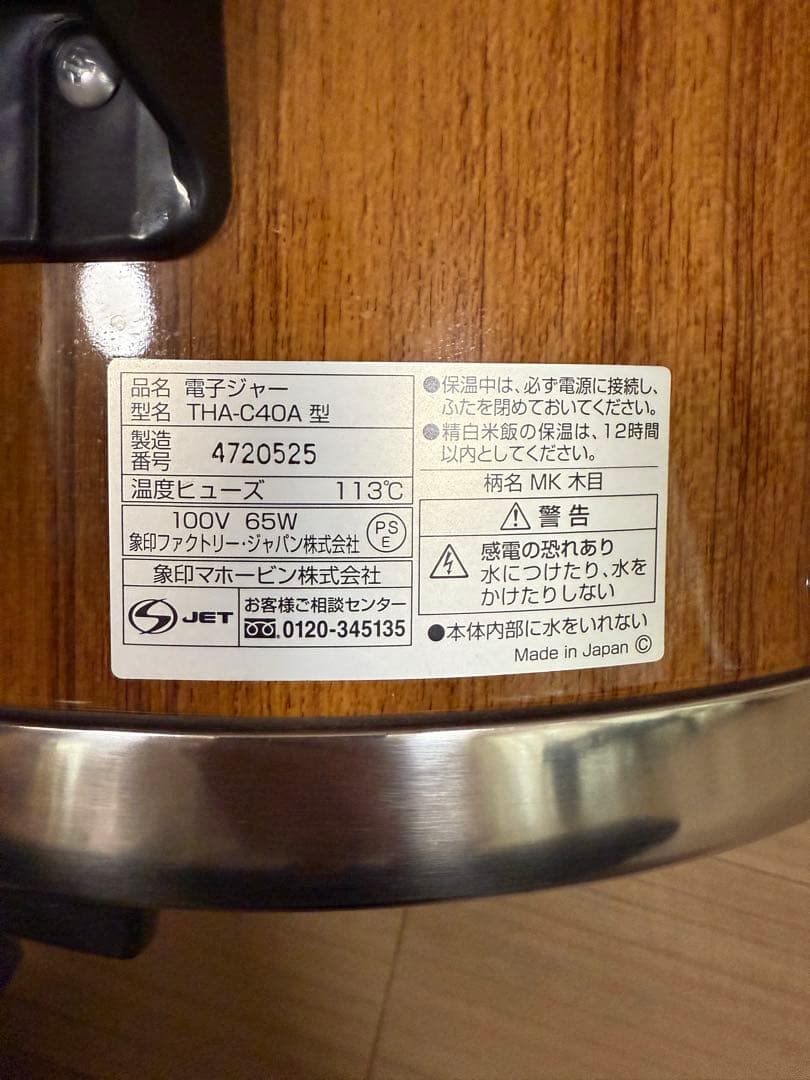 品名 電子ジャー
型名 THA-C40A 型
製造
番号 4720525
温度ヒューズ 113℃
100V 65W
象印ファクトリー・ジャパン株式会社
PS
E
象印マホービン株式会社
JET
お客様ご相談センター
0120-345135
●保温中は、必ず電源に接続し、
ふたを閉めておいてください。
●精白米飯の保温は、12時間
以内としてください。
柄名 MK 木目
⚠ 警告
感電の恐れあり
水につけたり、水を
かけたりしない
●本体内部に水をいれない
Made in Japan Ⓒ